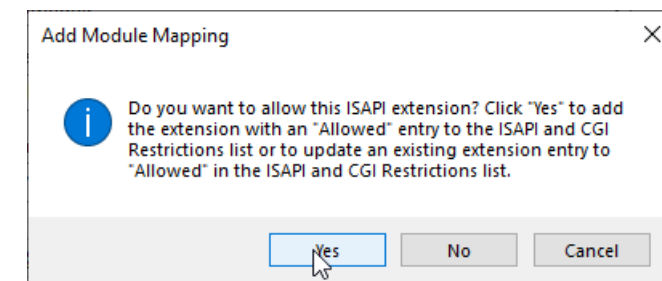 Add Module Mapping
Do you want to allow this ISAPI extension? Click "Yes" to add
the extension with an "Allowed" entry to the ISAPI and CGI
Restrictions list or to update an existing extension entry to
"Allowed" in the ISAPI and CGI Restrictions list.
Yes No Cancel